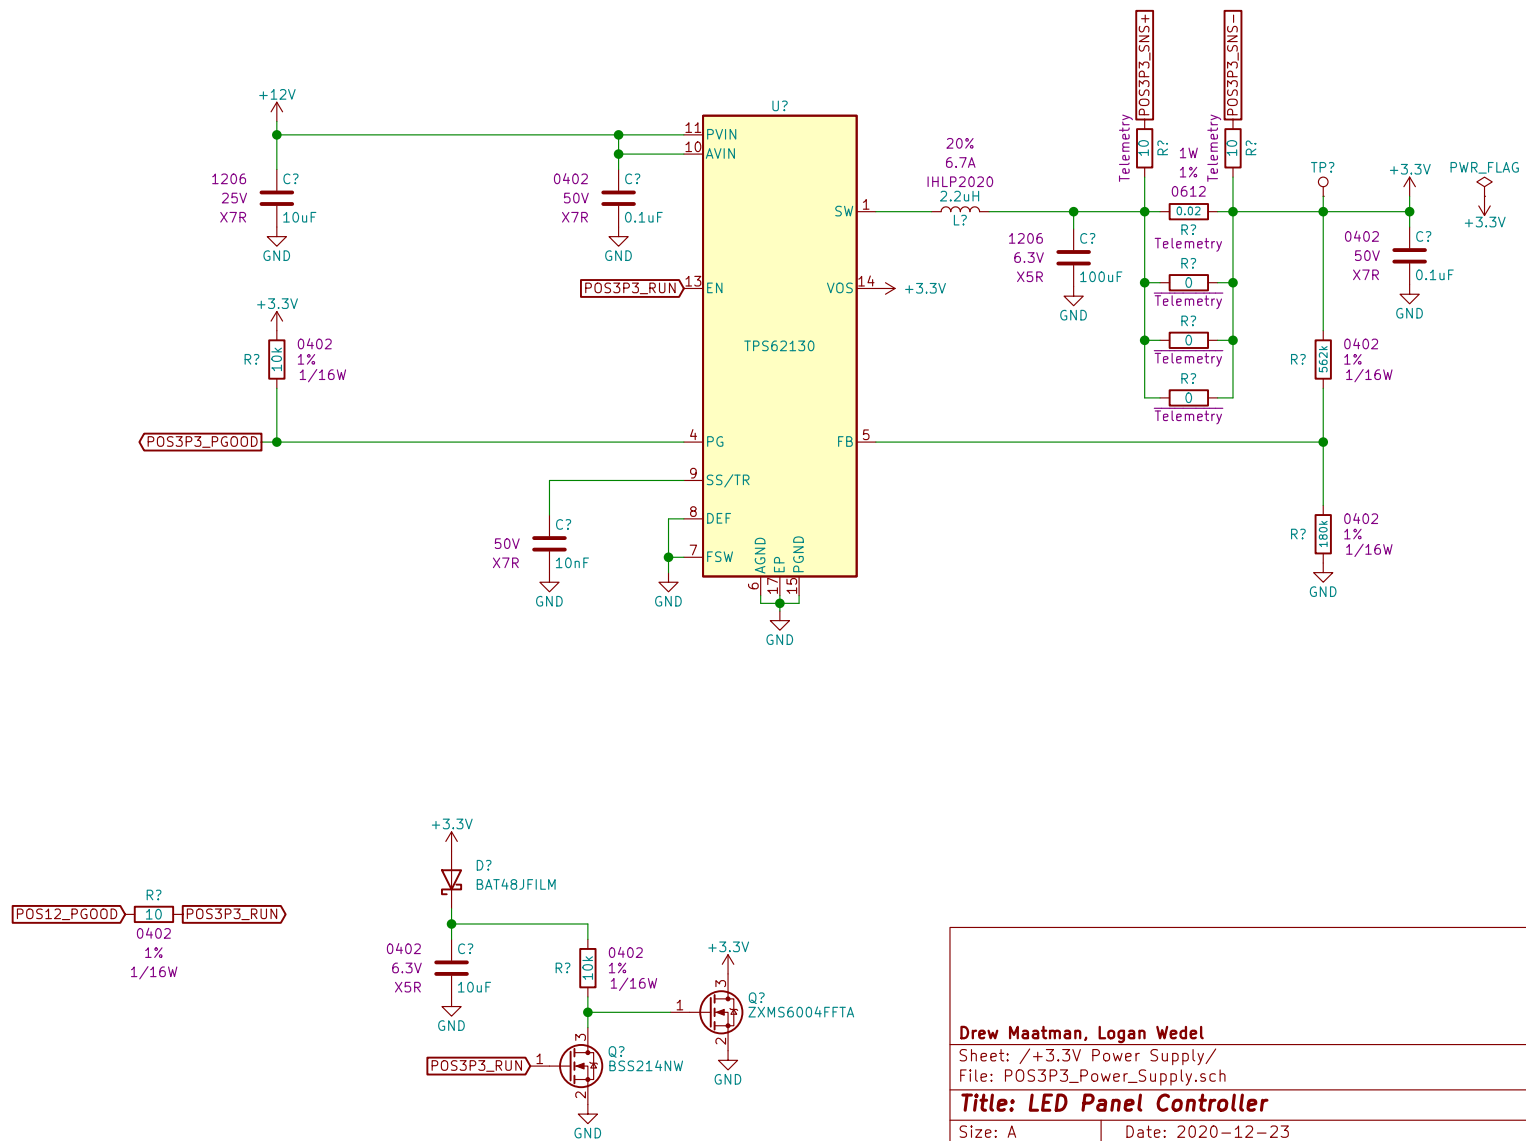 POS3P3_SNS+
POS3P3_SNS-
10
R?
Telemetry
10
R?
Telemetry
+12V
1206
25V
X7R
C?
10uF
GND
0402
50V
X7R
C?
0.1uF
GND
U?
11
PVIN
10
AVIN
SW
1
POS3P3_RUN
13
EN
VOS
14
+3.3V
TPS62130
20%
6.7A
IHLP2020
2.2uH
L?
1206
6.3V
X5R
C?
100uF
GND
1W
1%
0612
0.02
R?
Telemetry
R?
0
Telemetry
R?
0
Telemetry
R?
0
Telemetry
TP?
+3.3V
PWR_FLAG
+3.3V
0402
50V
X7R
C?
0.1uF
GND
+3.3V
R?
10k
0402
1%
1/16W
POS3P3_PGOOD
4
PG
FB
5
R?
562k
0402
1%
1/16W
R?
180k
0402
1%
1/16W
GND
9
SS/TR
50V
X7R
C?
10nF
GND
8
DEF
7
FSW
GND
AGND
EP
PGND
6
17
15
GND
POS12_PGOOD
R?
10
POS3P3_RUN
0402
1%
1/16W
+3.3V
D?
BAT48JFILM
0402
6.3V
X5R
C?
10uF
GND
R?
10k
0402
1%
1/16W
+3.3V
3
1
2
Q?
ZXMS6004FFTA
GND
POS3P3_RUN
1
3
2
Q?
BSS214NW
GND
Drew Maatman, Logan Wedel
Sheet: /+3.3V Power Supply/
File: POS3P3_Power_Supply.sch
Title: LED Panel Controller
Size: A
Date: 2020-12-23